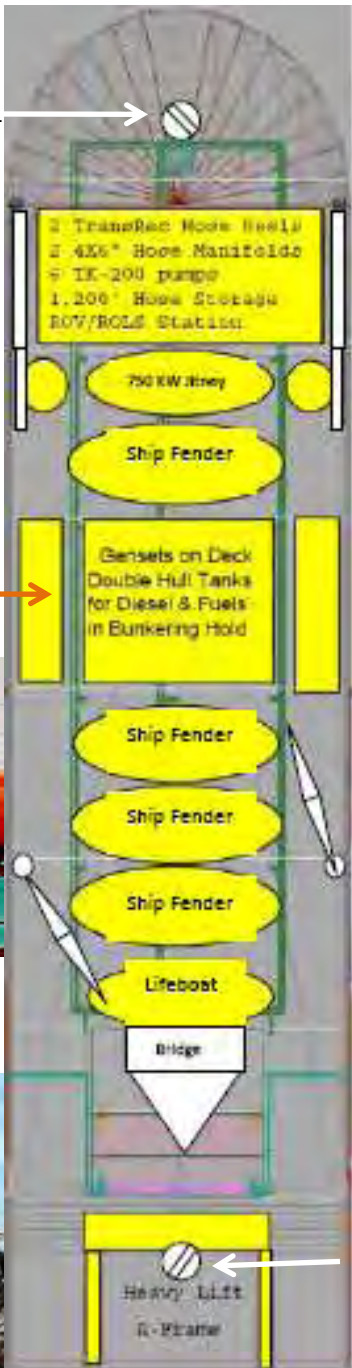 2 TransRec Hose Reels
2 4X6" Hose Manifolds
6 TK-200 pumps
1,200' Hose Storage
ROV/ROLS Station
750 KW Jitney
Ship Fender
Gensets on Deck
Double Hull Tanks
for Diesel & Fuels
in Bunkering Hold
Ship Fender
Ship Fender
Ship Fender
Lifeboat
Bridge
Heavy Lift
A-Frame